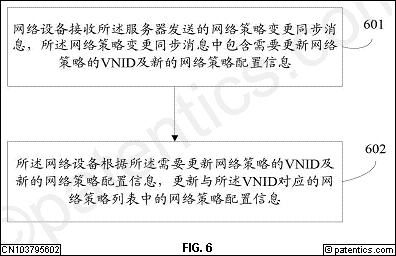 网络设备接收所述服务器发送的网络策略变更同步消
息，所述网络策略变更同步消息中包含需要更新网络
策略的VNID及新的网络策略配置信息
601
所述网络设备根据所述需要更新网络策略的VNID及
新的网络策略配置信息，更新与所述VNID对应的网
络策略列表中的网络策略配置信息
602
CN103795602
FIG. 6
© patentics.com
© patentics.com